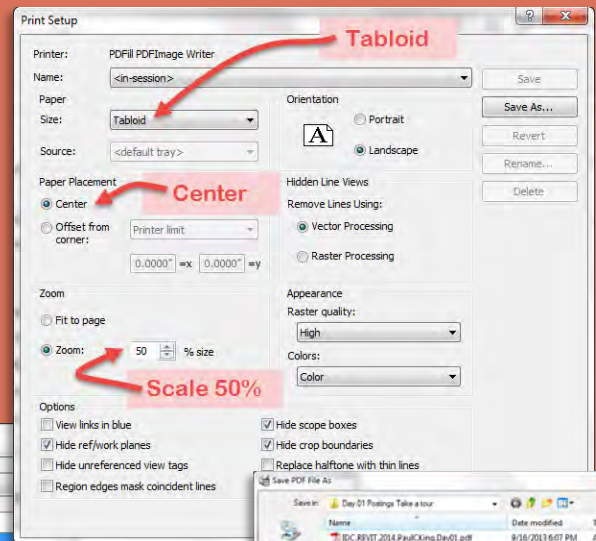 Print Setup
Tabloid
Printer: PDFill PDFImage Writer
Name: <in-session>
Save
Paper
Size: Tabloid
Source: <default tray>
Orientation
A
Portrait
Landscape
Save As...
Revert
Rename...
Delete
Paper Placement
Center
Center
Offset from corner:
Printer limit
0.0000" =x 0.0000" =y
Hidden Line Views
Remove Lines Using:
Vector Processing
Raster Processing
Zoom
Fit to page
Zoom: 50 % size
Scale 50%
Appearance
Raster quality:
High
Colors:
Color
Options
View links in blue
Hide ref/work planes
Hide unreferenced view tags
Region edges mask coincident lines
Hide scope boxes
Hide crop boundaries
Replace halftone with thin lines
Save PDF File As
Save in: Day 01 Postings Take a tour
Name Date modified
IDC.REVIT.2014.PaulCKing.Day01.pdf 9/16/2013 6:07 PM